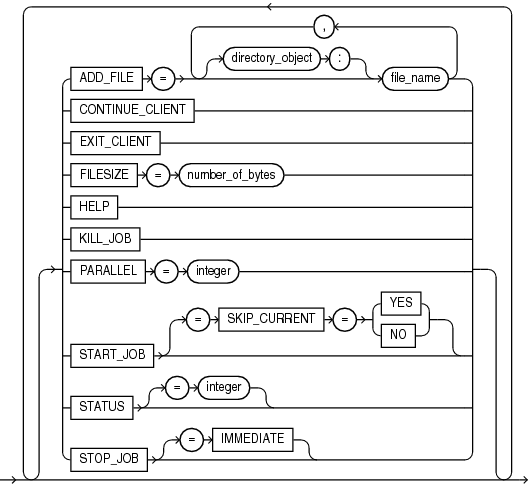 ,
directory_object :
ADD_FILE = file_name
CONTINUE_CLIENT
EXIT_CLIENT
FILESIZE = number_of_bytes
HELP
KILL_JOB
PARALLEL = integer
YES
= SKIP_CURRENT =
NO
START_JOB
= integer
STATUS
= IMMEDIATE
STOP_JOB